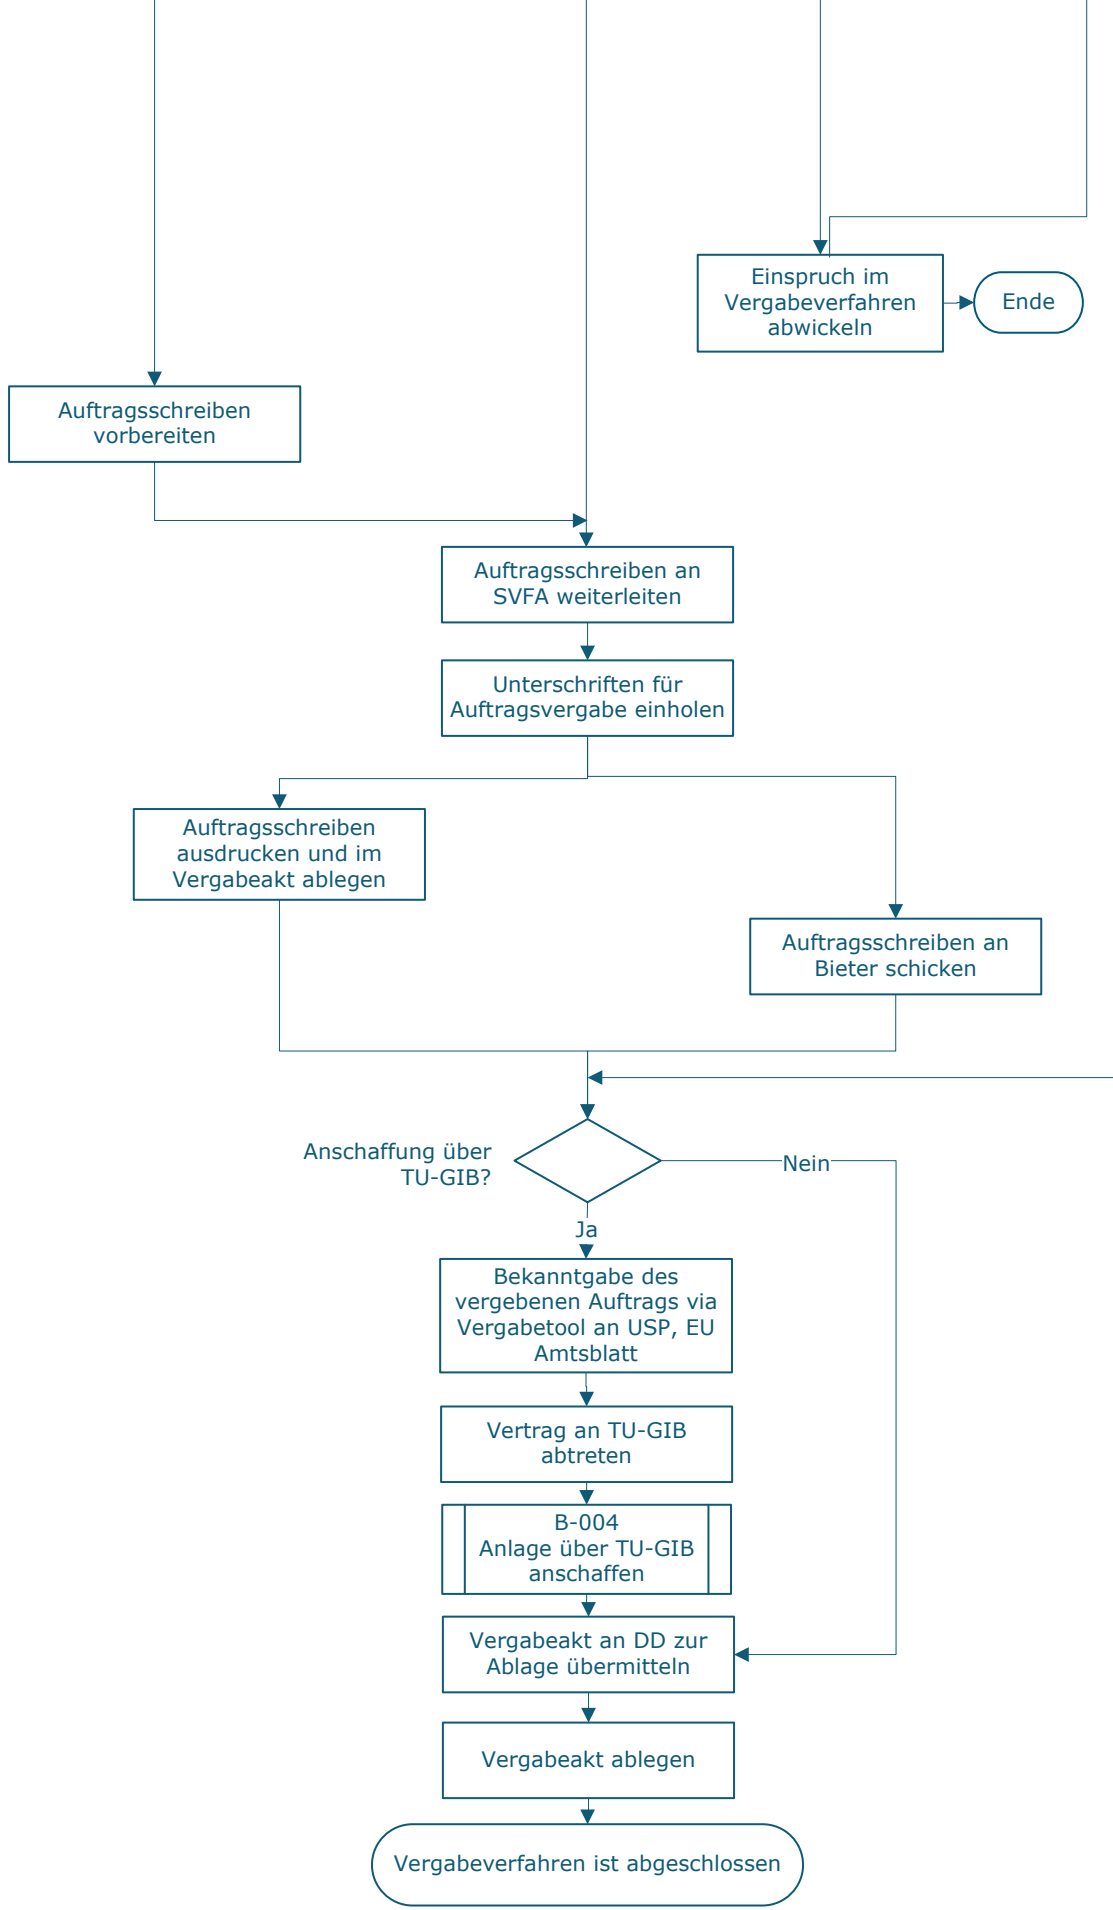 Einspruch im
Vergabeverfahren
abwickeln
Ende
Auftragsschreiben
vorbereiten
Auftragsschreiben an
SVFA weiterleiten
Unterschriften für
Auftragsvergabe einholen
Auftragsschreiben
ausdrucken und im
Vergabeakt ablegen
Auftragsschreiben an
Bieter schicken
Anschaffung über
TU-GIB?
Nein
Ja
Bekanntgabe des
vergebenen Auftrags via
Vergabetool an USP, EU
Amtsblatt
Vertrag an TU-GIB
abtreten
B-004
Anlage über TU-GIB
anschaffen
Vergabeakt an DD zur
Ablage übermitteln
Vergabeakt ablegen
Vergabeverfahren ist abgeschlossen